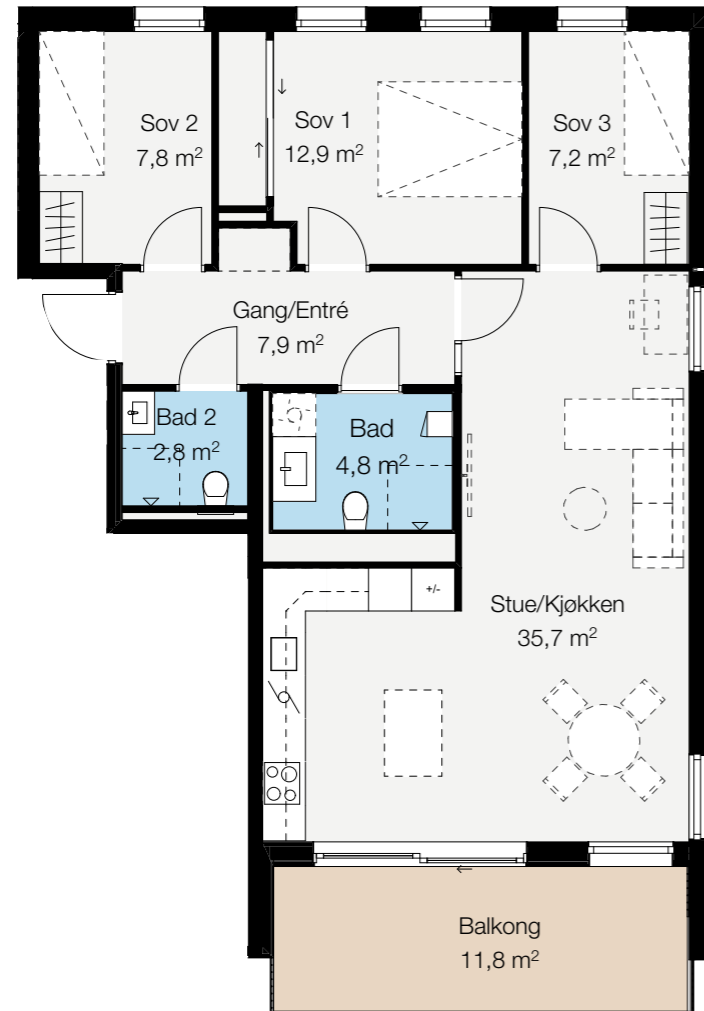 Sov 2
7,8 m²
Sov 1
12,9 m²
Sov 3
7,2 m²
Gang/Entré
7,9 m²
Bad 2
2,8 m²
Bad
4,8 m²
+/-
Stue/Kjøkken
35,7 m²
Balkong
11,8 m²